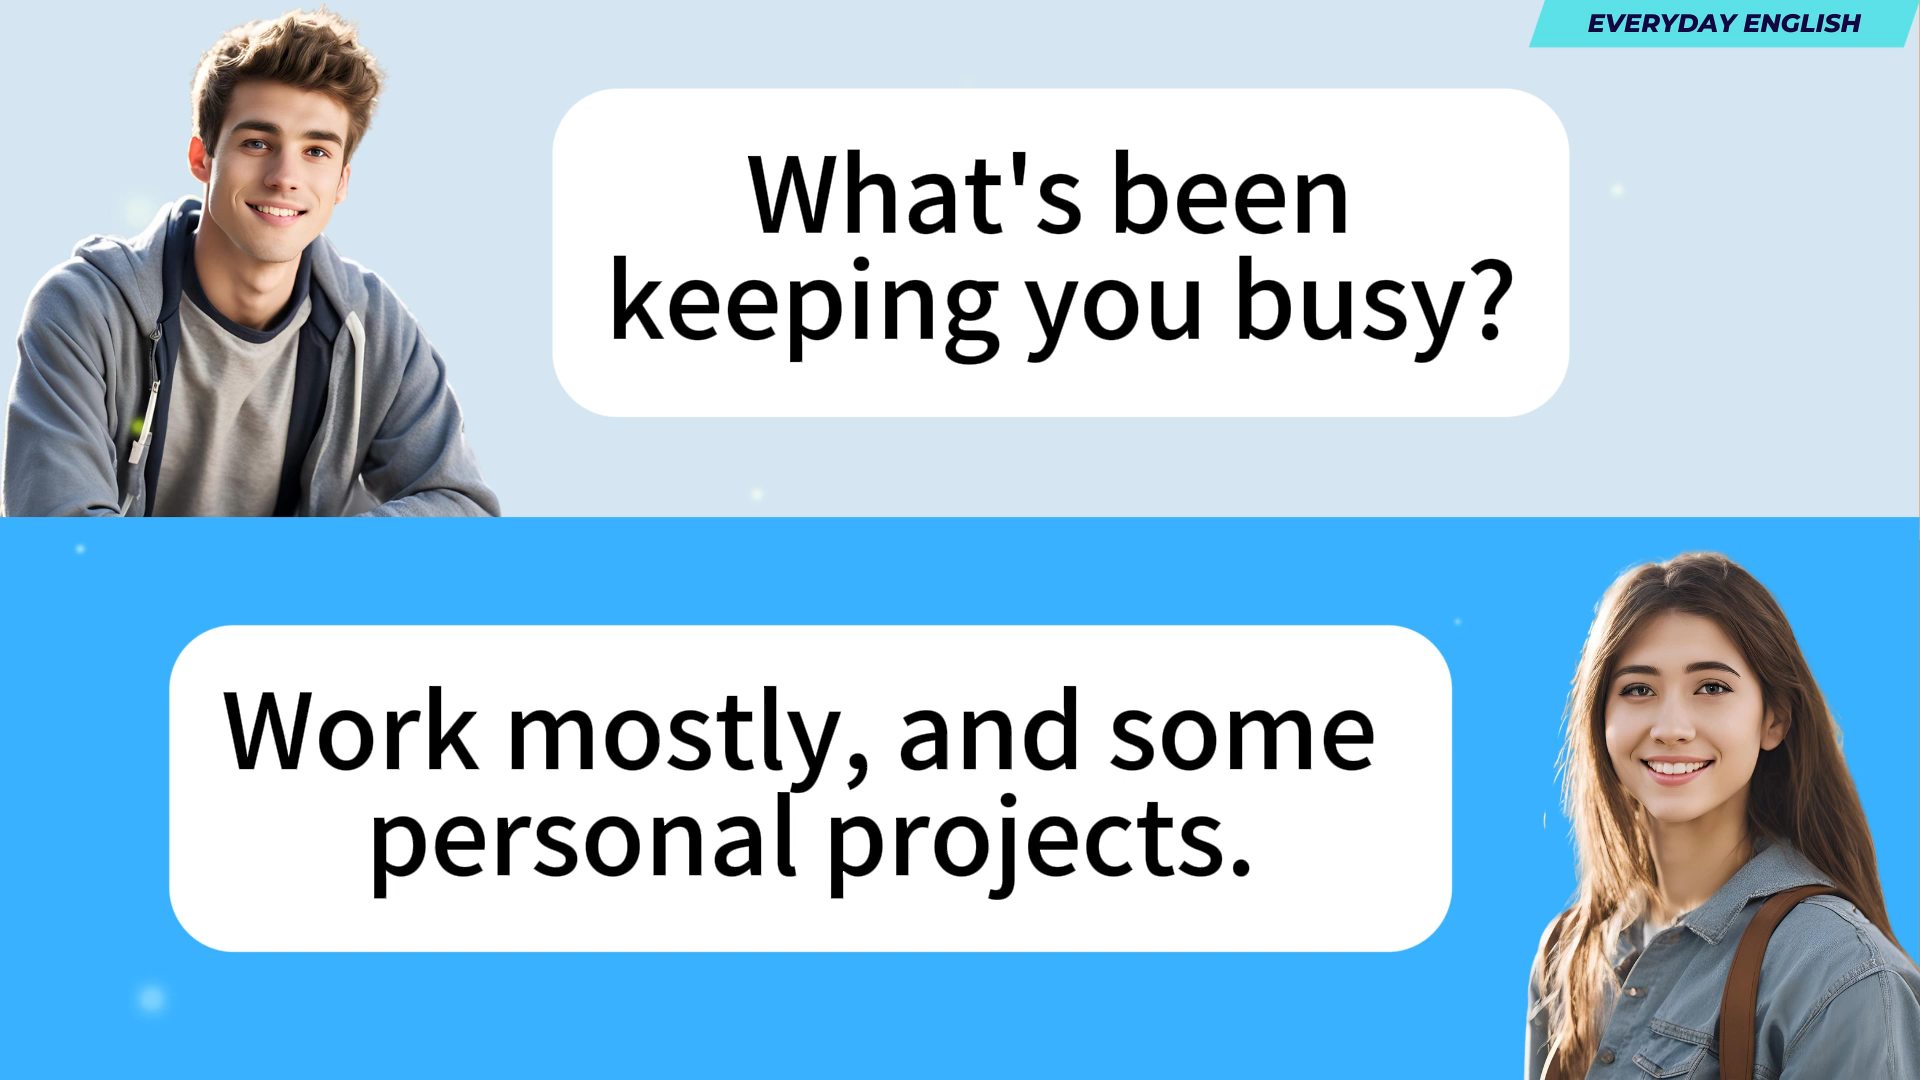 EVERYDAY ENGLISH
What's been
keeping you busy?
Work mostly, and some
personal projects.